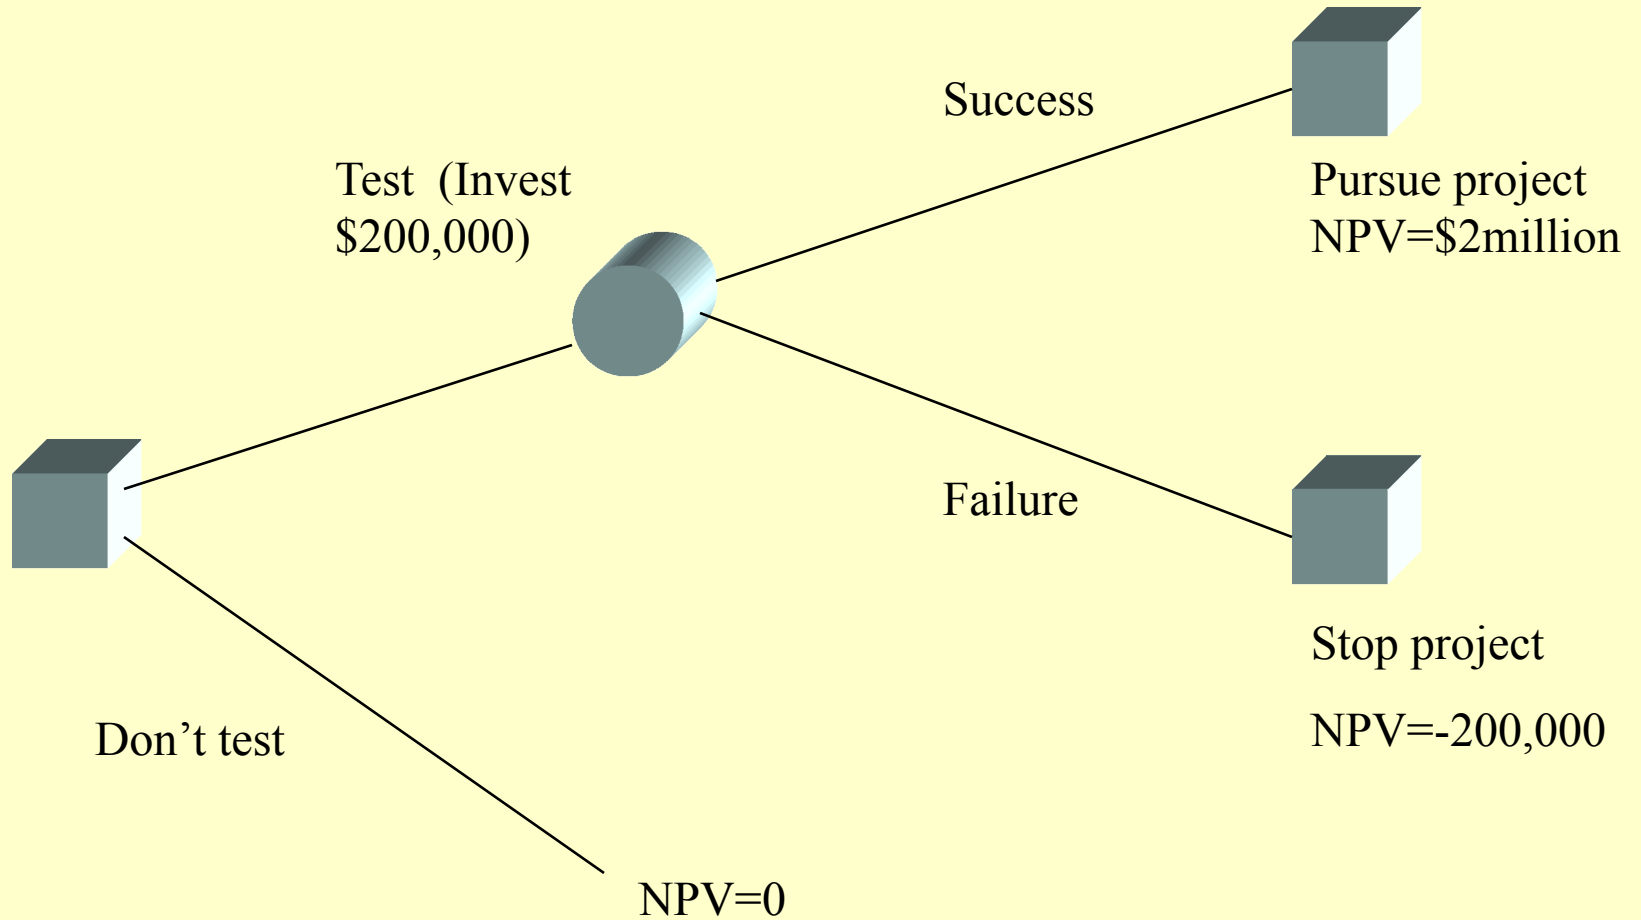 Success
Test  (Invest
$200,000)
Pursue project
NPV=$2million
Failure
Stop project
NPV=-200,000
Don’t test
NPV=0